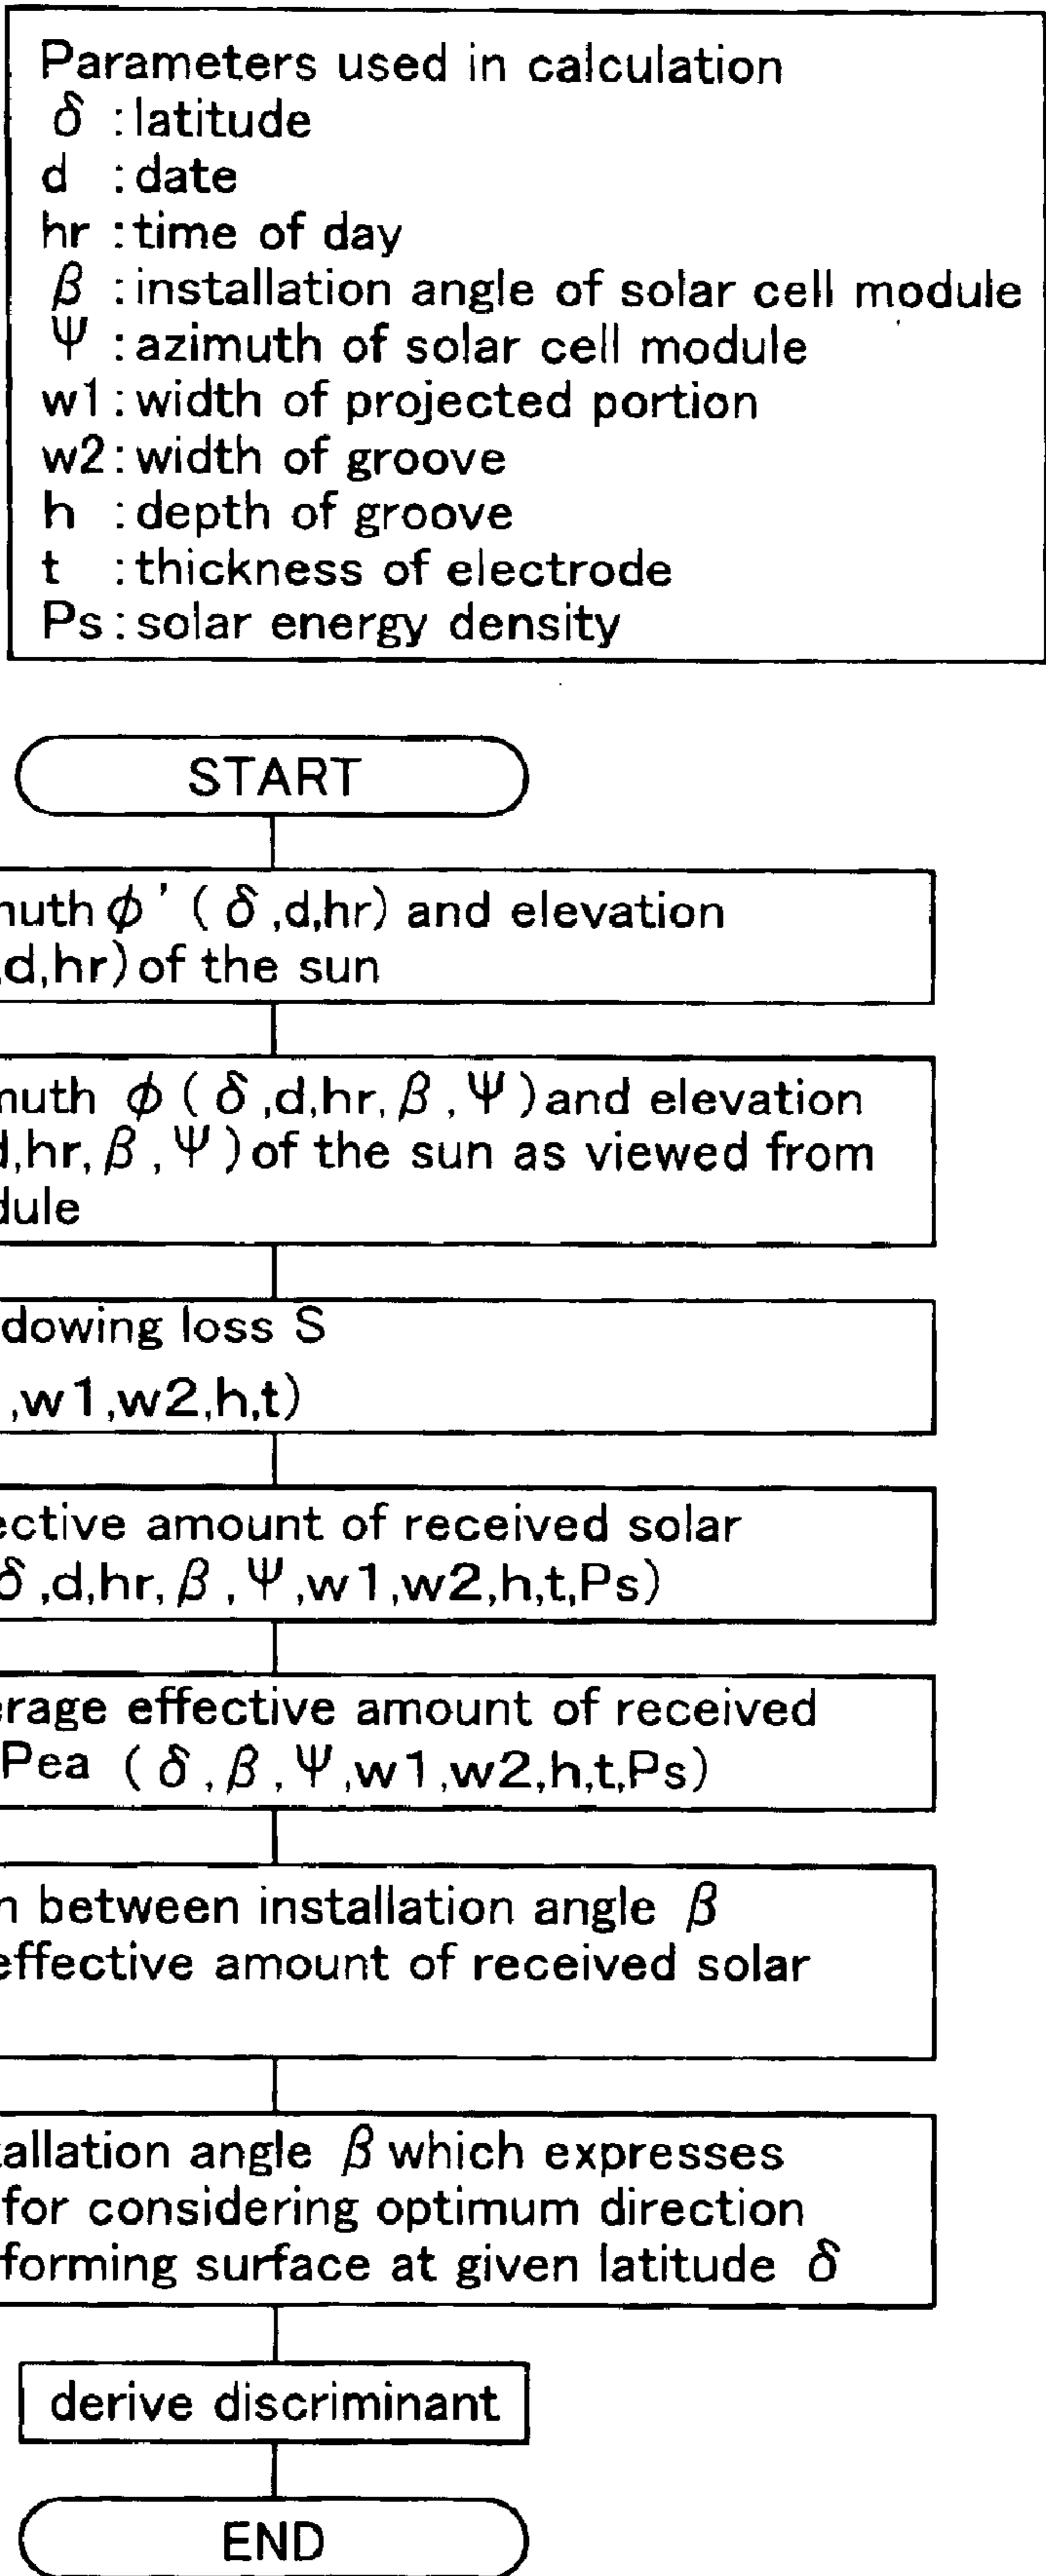 Parameters used in calculation
δ : latitude
d : date
hr : time of day
β : installation angle of solar cell module
Ψ : azimuth of solar cell module
w1 : width of projected portion
w2 : width of groove
h : depth of groove
t : thickness of electrode
Ps : solar energy density
START
muth ϕ' (δ,d,hr) and elevation
,d,hr) of the sun
muth ϕ (δ,d,hr,β,Ψ) and elevation
d,hr,β,Ψ) of the sun as viewed from
dule
dowing loss S
,w1,w2,h,t)
ective amount of received solar
δ,d,hr,β,Ψ,w1,w2,h,t,Ps)
erage effective amount of received
Pea (δ,β,Ψ,w1,w2,h,t,Ps)
n between installation angle β
effective amount of received solar
tallation angle β which expresses
for considering optimum direction
forming surface at given latitude δ
derive discriminant
END